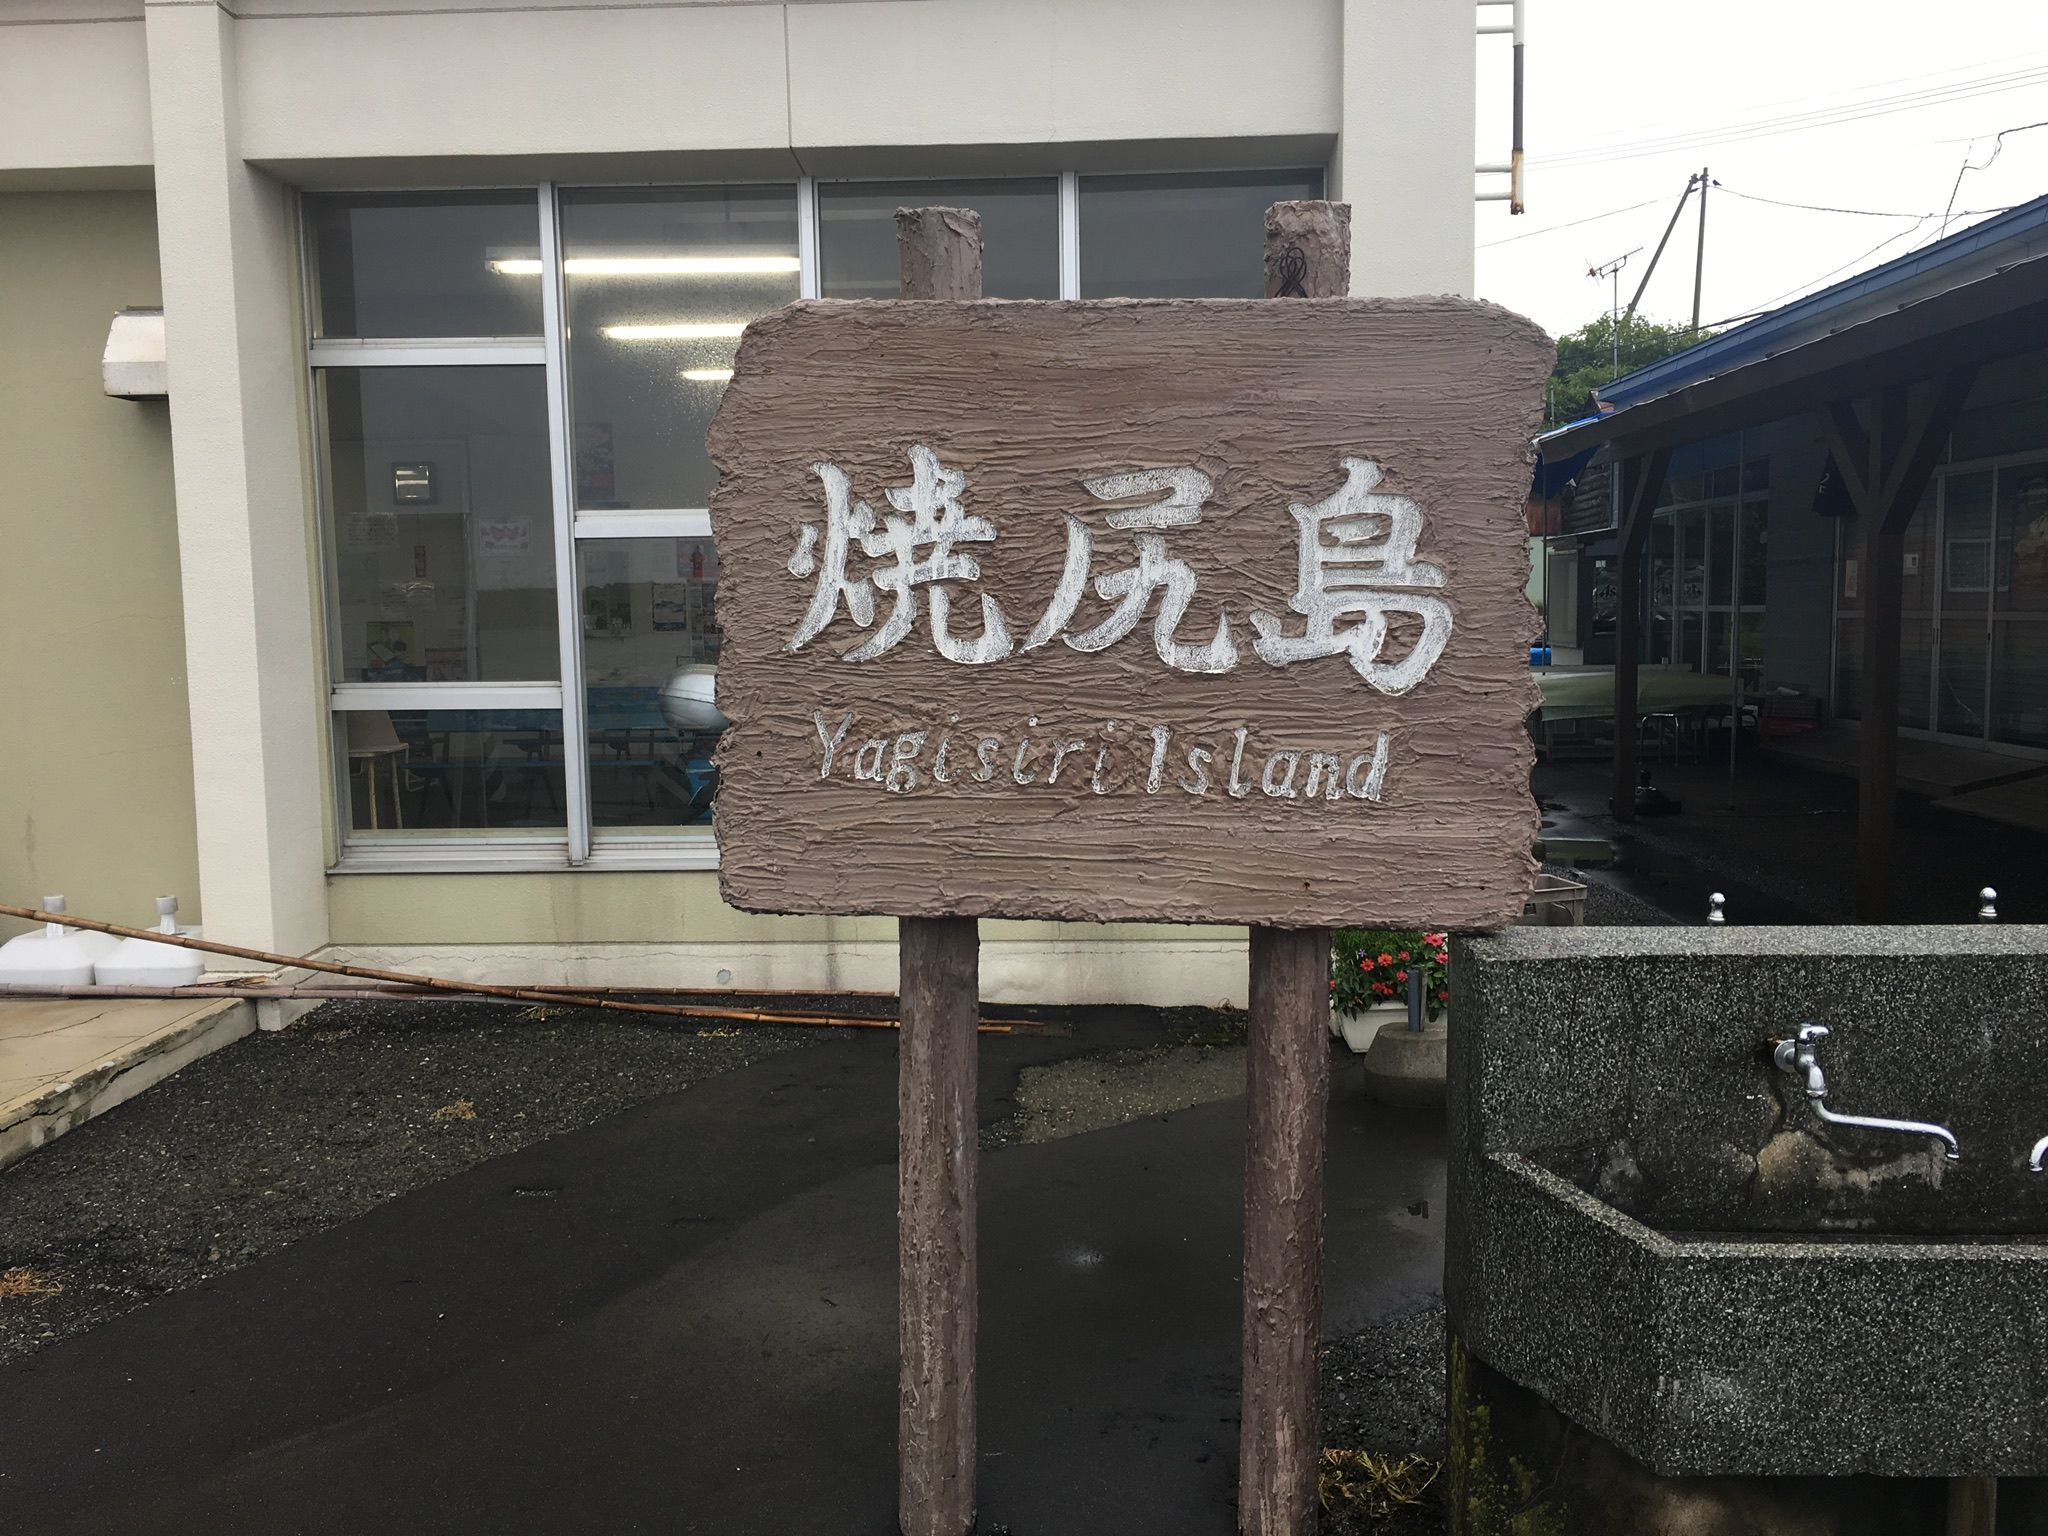 焼尻島
Yagisiri Island